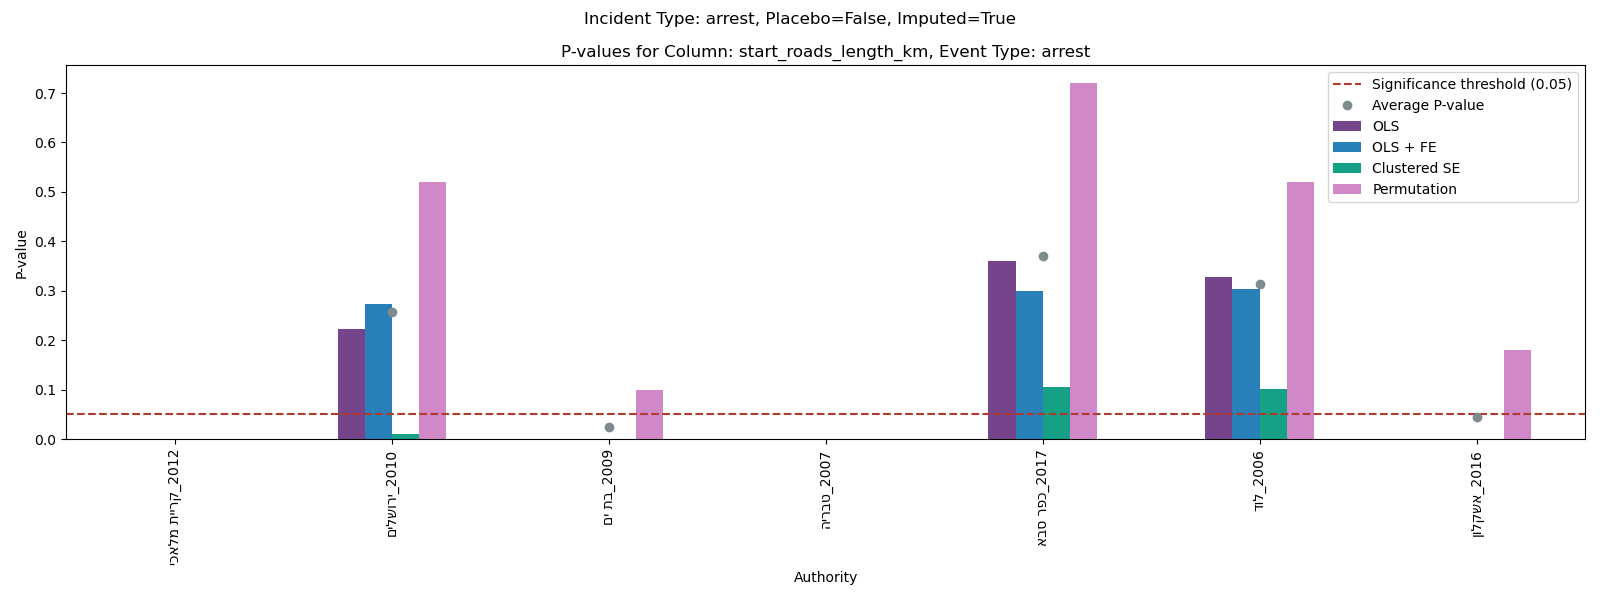 Incident Type: arrest, Placebo=False, Imputed=True
P-values for Column: start_roads_length_km, Event Type: arrest
Significance threshold (0.05)
Average P-value
OLS
OLS + FE
Clustered SE
Permutation
P-value
0.7
0.6
0.5
0.4
0.3
0.2
0.1
0.0
קריית מלאכי_2012
ירושלים_2010
בת ים_2009
טבריה_2007
כפר סבא_2017
לוד_2006
אשקלון_2016
Authority